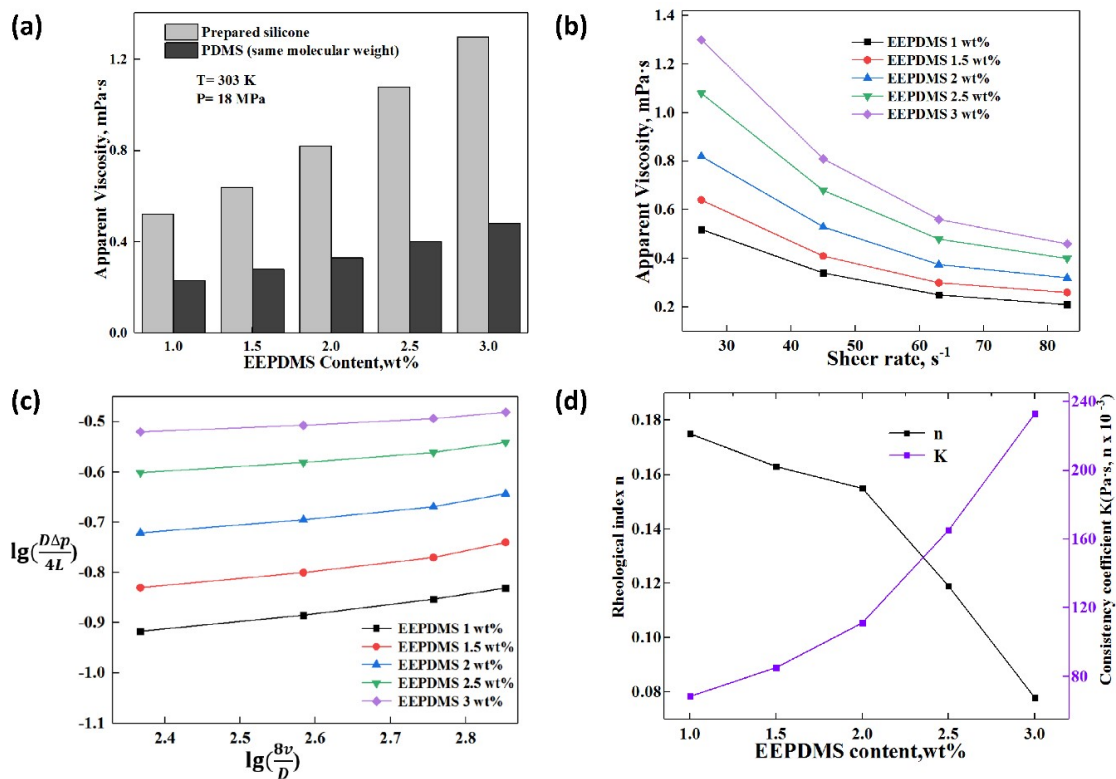 (a)
Prepared silicone
PDMS (same molecular weight)
T= 303 K
P= 18 MPa
Apparent Viscosity, mPa·s
1.2
0.8
0.4
0.0
1.0 1.5 2.0 2.5 3.0
EEPDMS Content,wt%
(b)
EEPDMS 1 wt%
EEPDMS 1.5 wt%
EEPDMS 2 wt%
EEPDMS 2.5 wt%
EEPDMS 3 wt%
Apparent Viscosity, mPa·s
1.4
1.2
1.0
0.8
0.6
0.4
0.2
30 40 50 60 70 80
Sheer rate, s⁻¹
(c)
lg(DΔp/4L)
-0.5
-0.6
-0.7
-0.8
-0.9
-1.0
-1.1
EEPDMS 1 wt%
EEPDMS 1.5 wt%
EEPDMS 2 wt%
EEPDMS 2.5 wt%
EEPDMS 3 wt%
2.4 2.5 2.6 2.7 2.8
lg(8v/D)
(d)
n
K
Rheological index n
0.18
0.16
0.14
0.12
0.10
0.08
Consistency coefficient K(Pa·s. n x 10⁻³)
240
200
160
120
80
1.0 1.5 2.0 2.5 3.0
EEPDMS content,wt%